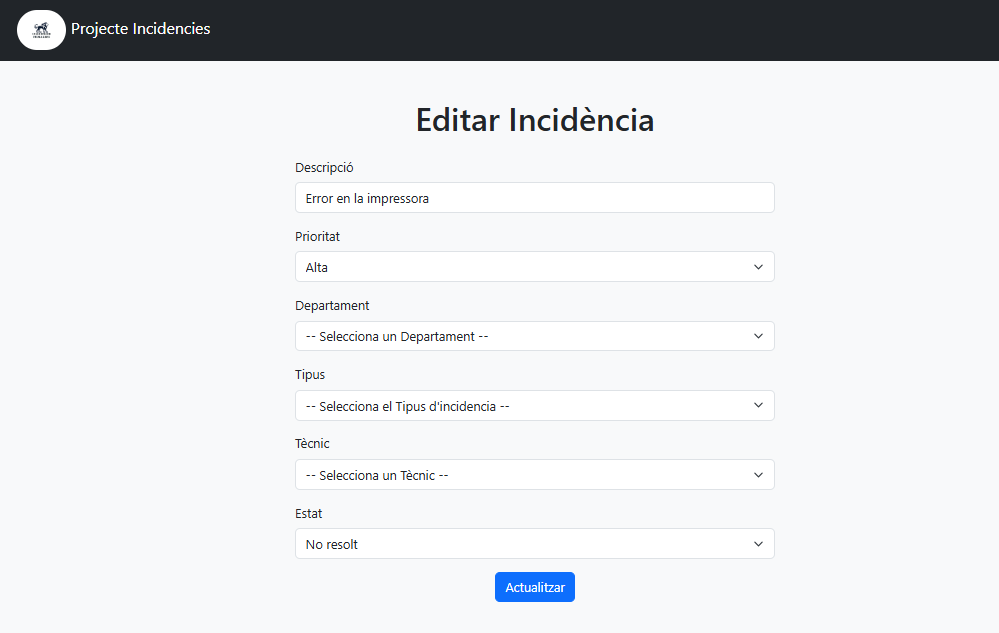 Projecte Incidencies
Editar Incidència
Descripció
Error en la impressora
Prioritat
Alta
Departament
-- Selecciona un Departament --
Tipus
-- Selecciona el Tipus d'incidencia --
Tècnic
-- Selecciona un Tècnic --
Estat
No resolt
Actualitzar